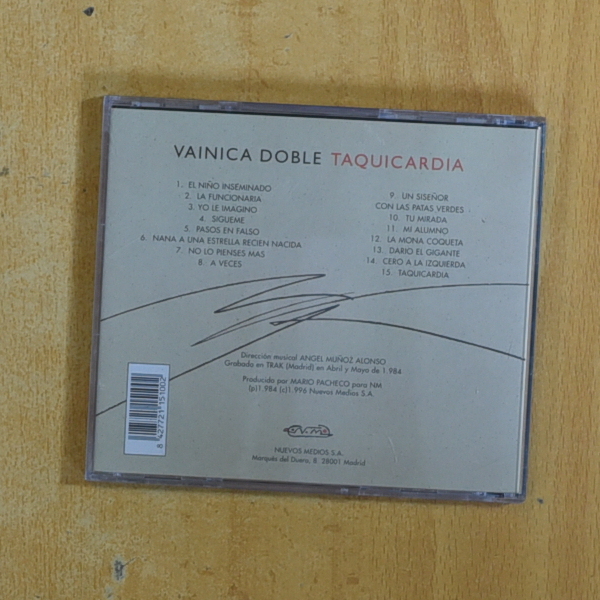 VAINICA DOBLE TAQUICARDIA
1. EL NIÑO INSEMINADO
2. LA FUNCIONARIA
3. YO LE IMAGINO
4. SIGUEME
5. PASOS EN FALSO
6. NANA A UNA ESTRELLA RECIEN NACIDA
7. NO LO PIENSES MAS
8. A VECES
9. UN SISEÑOR
CON LAS PATAS VERDES
10. TU MIRADA
11. MI ALUMNO
12. LA MONA COQUETA
13. DARIO EL GIGANTE
14. CERO A LA IZQUIERDA
15. TAQUICARDIA
Dirección musical ANGEL MUÑOZ ALONSO
Grabado en TRAK (Madrid) en Abril y Mayo de 1.984
Producido por MARIO PACHECO para NM
(p)1.984 (c)1.996 Nuevos Medios S.A.
NUEVOS MEDIOS S.A.
Marqués del Duero, 8. 28001 Madrid
8 427721 151002